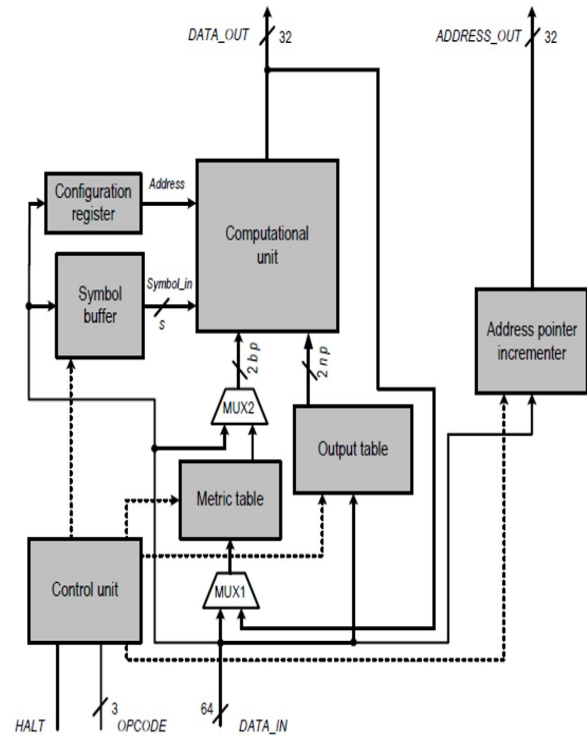 DATA_OUT
32
ADDRESS_OUT
32
Configuration
register
Address
Computational
unit
Symbol
buffer
Symbol_in
s
Address pointer
incrementer
2 b p
2 n p
MUX2
Output table
Metric table
Control unit
MUX1
3
64
HALT
OPCODE
DATA_IN